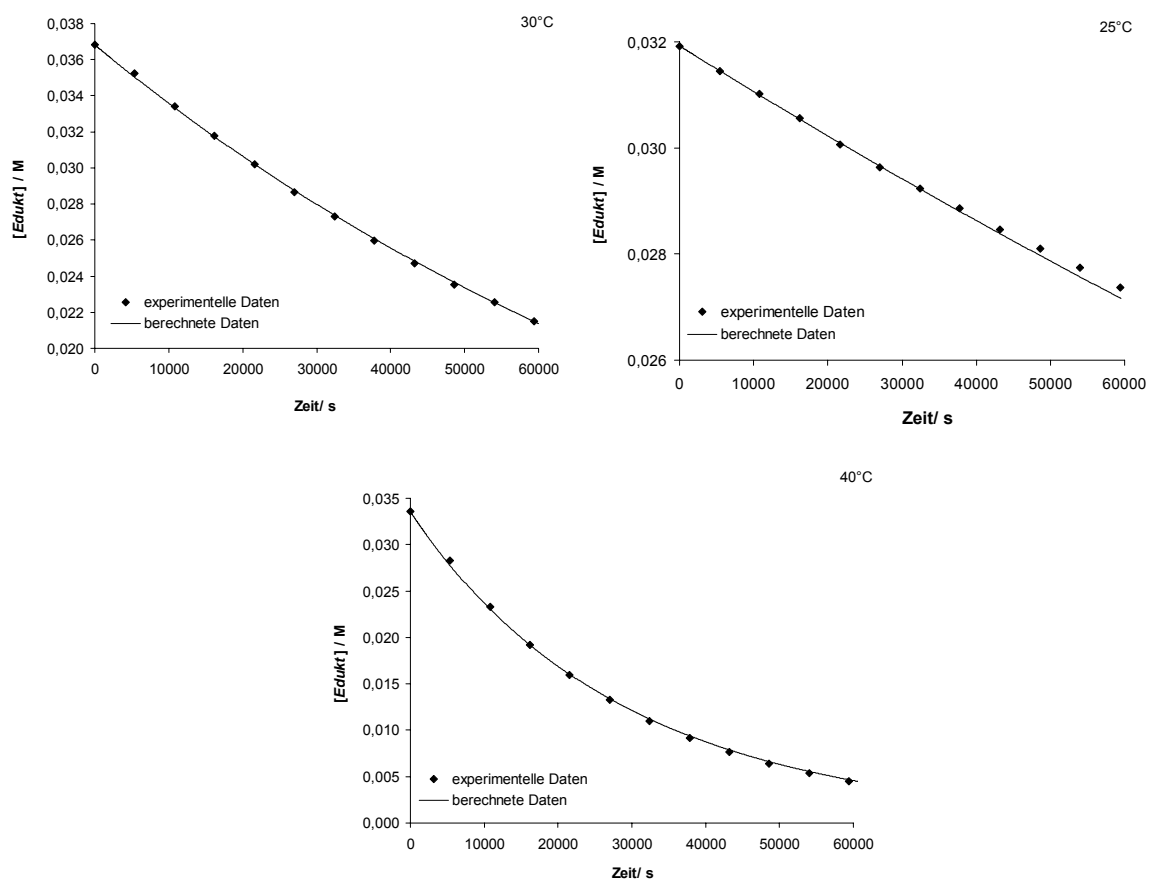 30°C
0,038
0,036
0,034
0,032
0,030
0,028
0,026
0,024
0,022
0,020
[Edukt] / M
experimentelle Daten
berechnete Daten
0 10000 20000 30000 40000 50000 60000
Zeit/ s
25°C
0,032
0,030
0,028
0,026
[Edukt] / M
experimentelle Daten
berechnete Daten
0 10000 20000 30000 40000 50000 60000
Zeit/ s
40°C
0,035
0,030
0,025
0,020
0,015
0,010
0,005
0,000
[Edukt] / M
experimentelle Daten
berechnete Daten
0 10000 20000 30000 40000 50000 60000
Zeit/ s